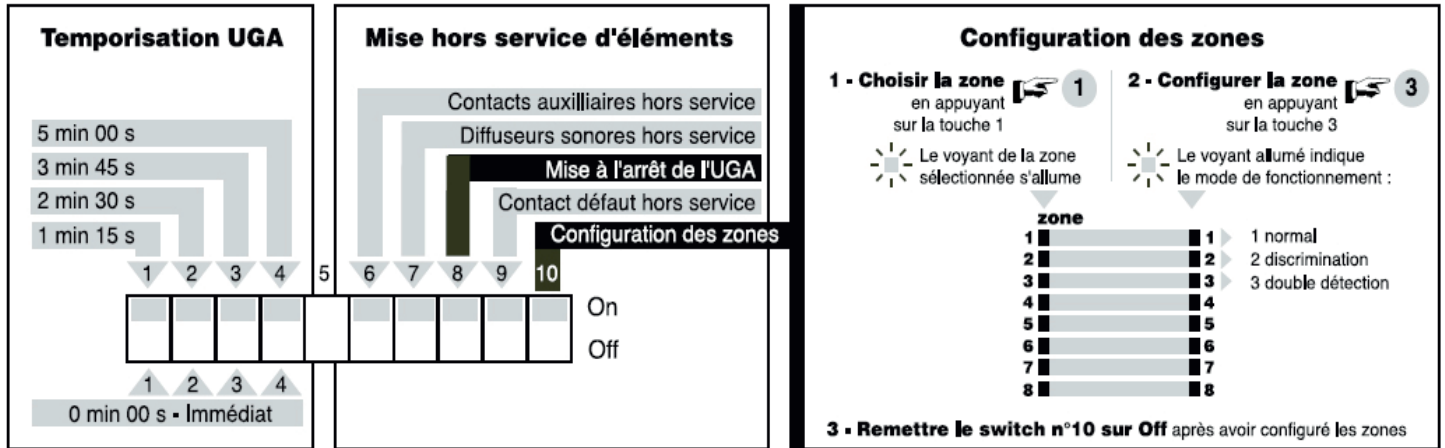 Temporisation UGA
5 min 00 s
3 min 45 s
2 min 30 s
1 min 15 s
1 2 3 4 5
1 2 3 4
0 min 00 s - Immédiat
Mise hors service d'éléments
Contacts auxilliaires hors service
Diffuseurs sonores hors service
Mise à l'arrêt de l'UGA
Contact défaut hors service
Configuration des zones
6 7 8 9 10
On
Off
Configuration des zones
1 - Choisir la zone
en appuyant
sur la touche 1
1
Le voyant de la zone
sélectionnée s'allume
2 - Configurer la zone
en appuyant
sur la touche 3
3
Le voyant allumé indique
le mode de fonctionnement :
zone
1 1 1 normal
2 2 2 discrimination
3 3 3 double détection
4 4
5 5
6 6
7 7
8 8
3 - Remettre le switch n°10 sur Off après avoir configuré les zones